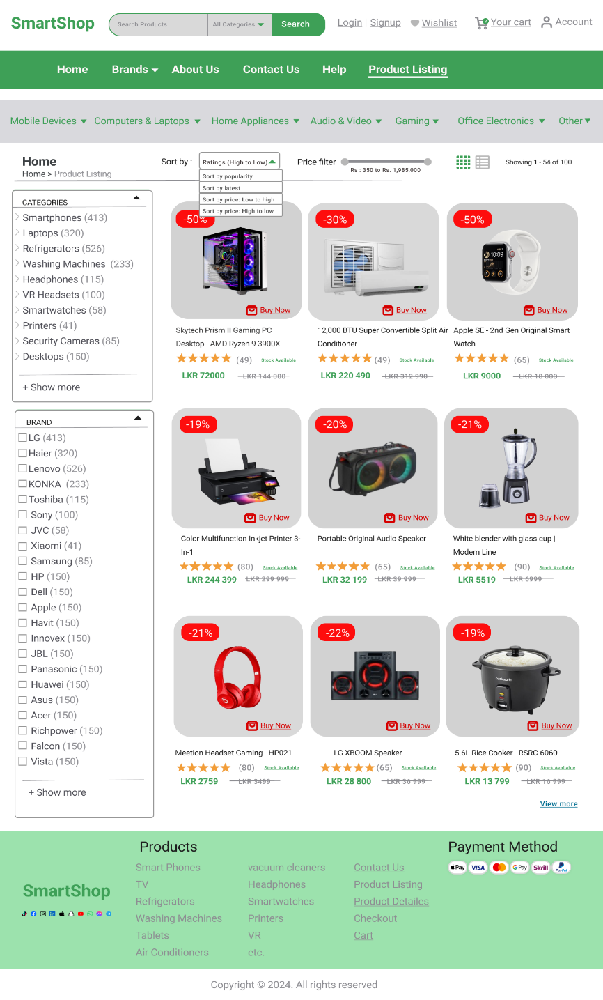 SmartShop
Search Products
All Categories
Search
Login | Signup
Wishlist
Your cart
Account
Home
Brands
About Us
Contact Us
Help
Product Listing
Mobile Devices
Computers & Laptops
Home Appliances
Audio & Video
Gaming
Office Electronics
Other
Home
Home > Product Listing
Sort by :
Ratings (High to Low)
Sort by popularity
Sort by latest
Sort by price: Low to high
Sort by price: High to low
Price filter
Rs : 350 to Rs. 1,985,000
Showing 1 - 54 of 100
CATEGORIES
Smartphones (413)
Laptops (320)
Refrigerators (526)
Washing Machines (233)
Headphones (115)
VR Headsets (100)
Smartwatches (58)
Printers (41)
Security Cameras (85)
Desktops (150)
+ Show more
BRAND
LG (413)
Haier (320)
Lenovo (526)
KONKA (233)
Toshiba (115)
Sony (100)
JVC (58)
Xiaomi (41)
Samsung (85)
HP (150)
Dell (150)
Apple (150)
Havit (150)
Innovex (150)
JBL (150)
Panasonic (150)
Huawei (150)
Asus (150)
Acer (150)
Richpower (150)
Falcon (150)
Vista (150)
+ Show more
-50%
Buy Now
Skytech Prism II Gaming PC
Desktop - AMD Ryzen 9 3900X
(49) Stock Available
LKR 72000 LKR 144 000
-30%
Buy Now
12,000 BTU Super Convertible Split Air
Conditioner
(49) Stock Available
LKR 220 490 LKR 312 990
-50%
10:09
Buy Now
Apple SE - 2nd Gen Original Smart
Watch
(65) Stock Available
LKR 9000 LKR 18 000
-19%
Buy Now
Color Multifunction Inkjet Printer 3-
In-1
(80) Stock Available
LKR 244 399 LKR 299 999
-20%
Buy Now
Portable Original Audio Speaker
(65) Stock Available
LKR 32 199 LKR 39 999
-21%
Buy Now
White blender with glass cup |
Modern Line
(90) Stock Available
LKR 5519 LKR 6999
-21%
Buy Now
Meetion Headset Gaming - HP021
(80) Stock Available
LKR 2759 LKR 3499
-22%
Buy Now
LG XBOOM Speaker
(65) Stock Available
LKR 28 800 LKR 36 999
-19%
Buy Now
5.6L Rice Cooker - RSRC-6060
(90) Stock Available
LKR 13 799 LKR 16 999
View more
SmartShop
Products
Smart Phones
TV
Refrigerators
Washing Machines
Tablets
Air Conditioners
vacuum cleaners
Headphones
Smartwatches
Printers
VR
etc.
Contact Us
Product Listing
Product Detailes
Checkout
Cart
Payment Method
Pay
VISA
G Pay
Skrill
PayPal
Copyright © 2024. All rights reserved